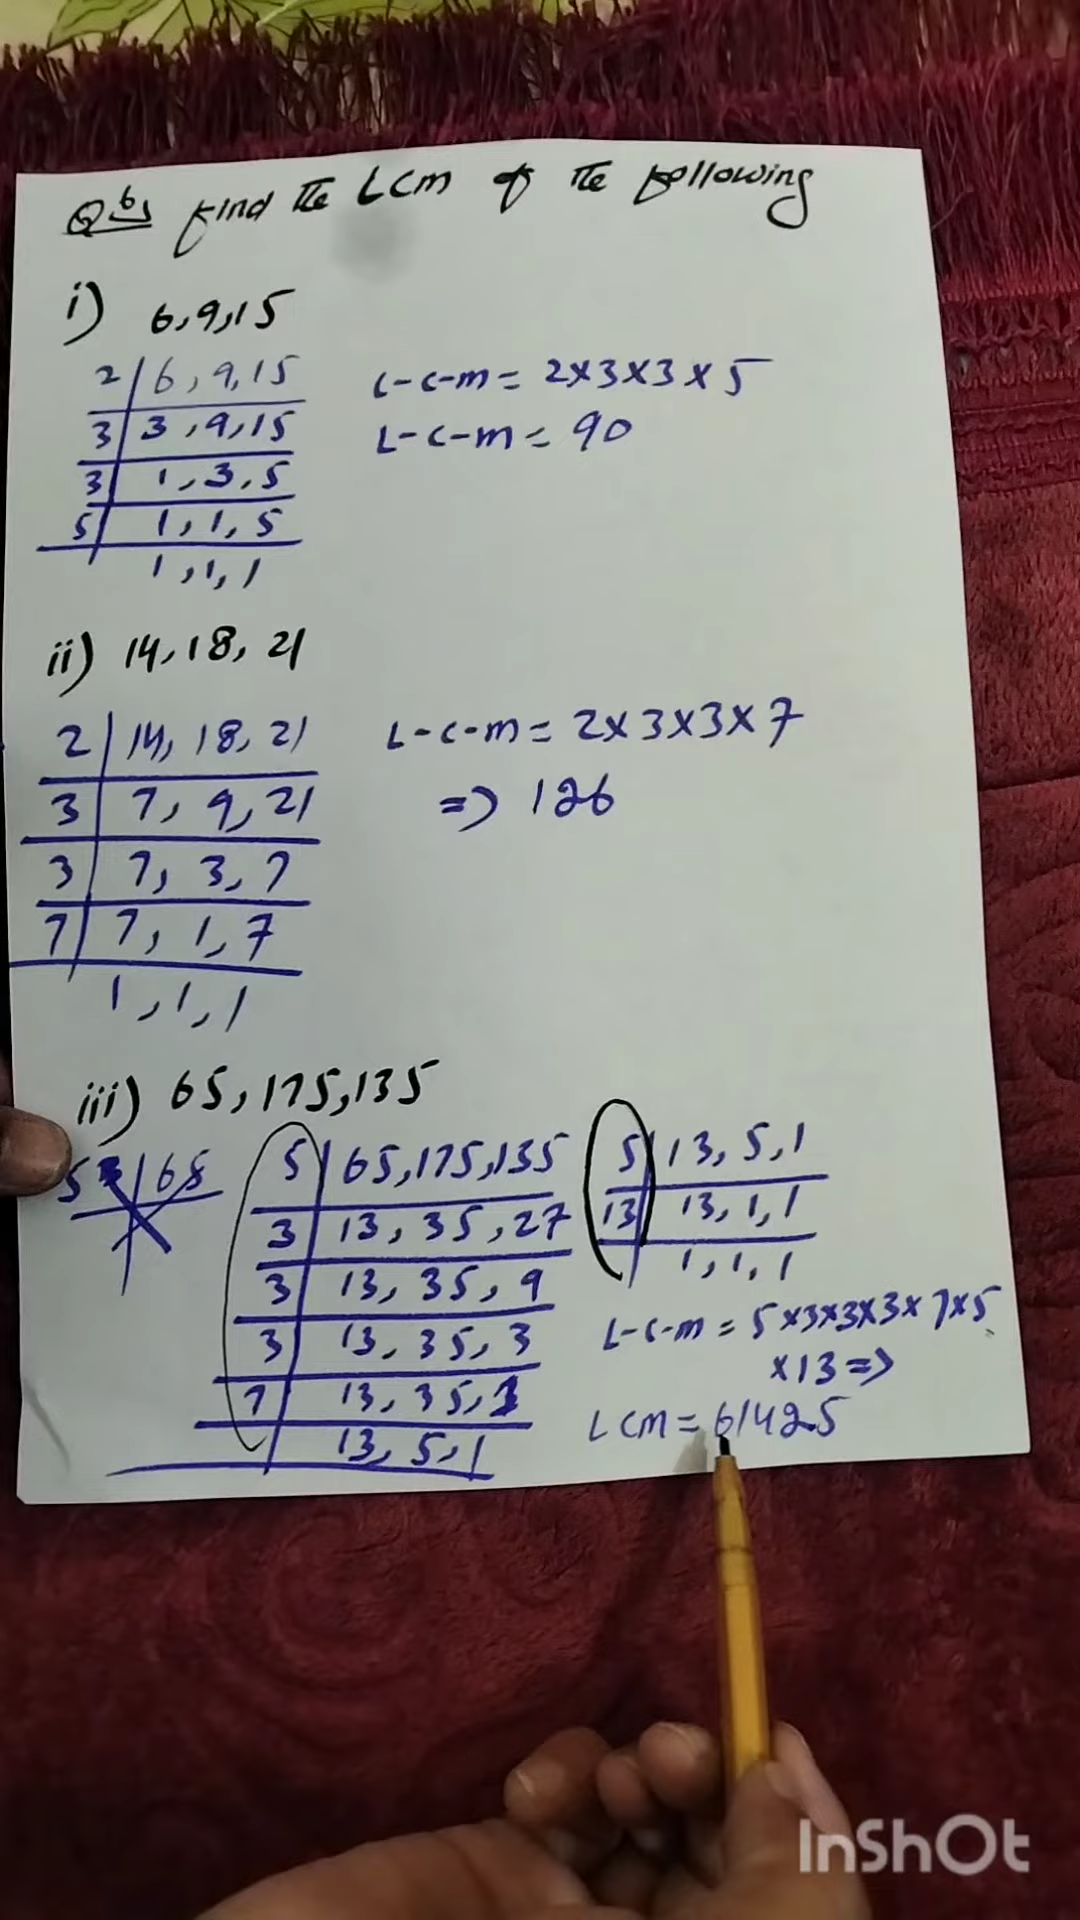 Q6, find the LCM of the following
i) 6,9,15
2 | 6, 9, 15
3 | 3, 9, 15
3 | 1, 3, 5
5 | 1, 1, 5
1, 1, 1
L-C-m = 2×3×3×5
L-C-m = 90
ii) 14, 18, 21
2 | 14, 18, 21
3 | 7, 9, 21
3 | 7, 3, 7
7 | 7, 1, 7
1, 1, 1
L-C-m = 2×3×3×7
=> 126
iii) 65, 175, 135
5 | 65
5 | 65, 175, 135
3 | 13, 35, 27
3 | 13, 35, 9
3 | 13, 35, 3
7 | 13, 35, 1
13, 5, 1
5 | 13, 5, 1
13 | 13, 1, 1
1, 1, 1
L-C-m = 5×3×3×3×7×5
×13 =>
LCM = 61425
InShOt